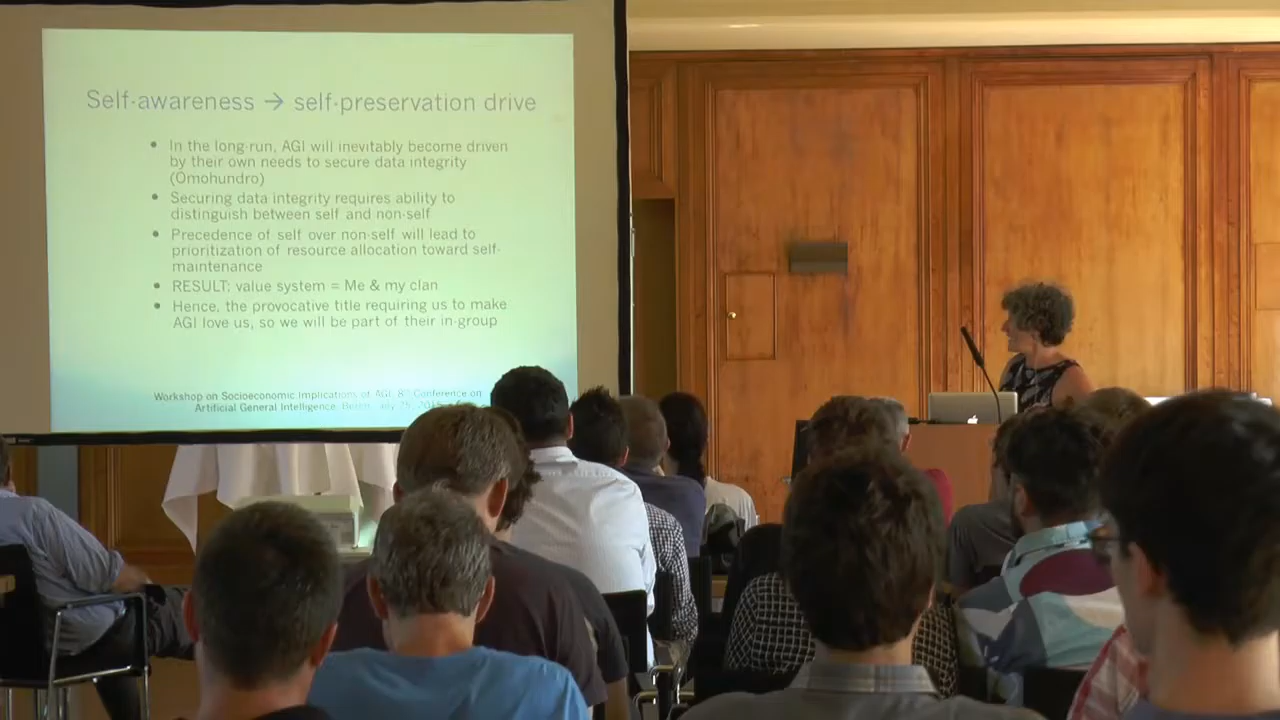 Self-awareness → self-preservation drive
• In the long-run, AGI will inevitably become driven
by their own needs to secure data integrity
(Omohundro)
• Securing data integrity requires ability to
distinguish between self and non-self
• Precedence of self over non-self will lead to
prioritization of resource allocation toward self-
maintenance
• RESULT: value system = Me & my clan
• Hence, the provocative title requiring us to make
AGI love us, so we will be part of their in-group
Workshop on Socioeconomic Implications of AGI, 8th Conference on
Artificial General Intelligence, Berlin, July 25,